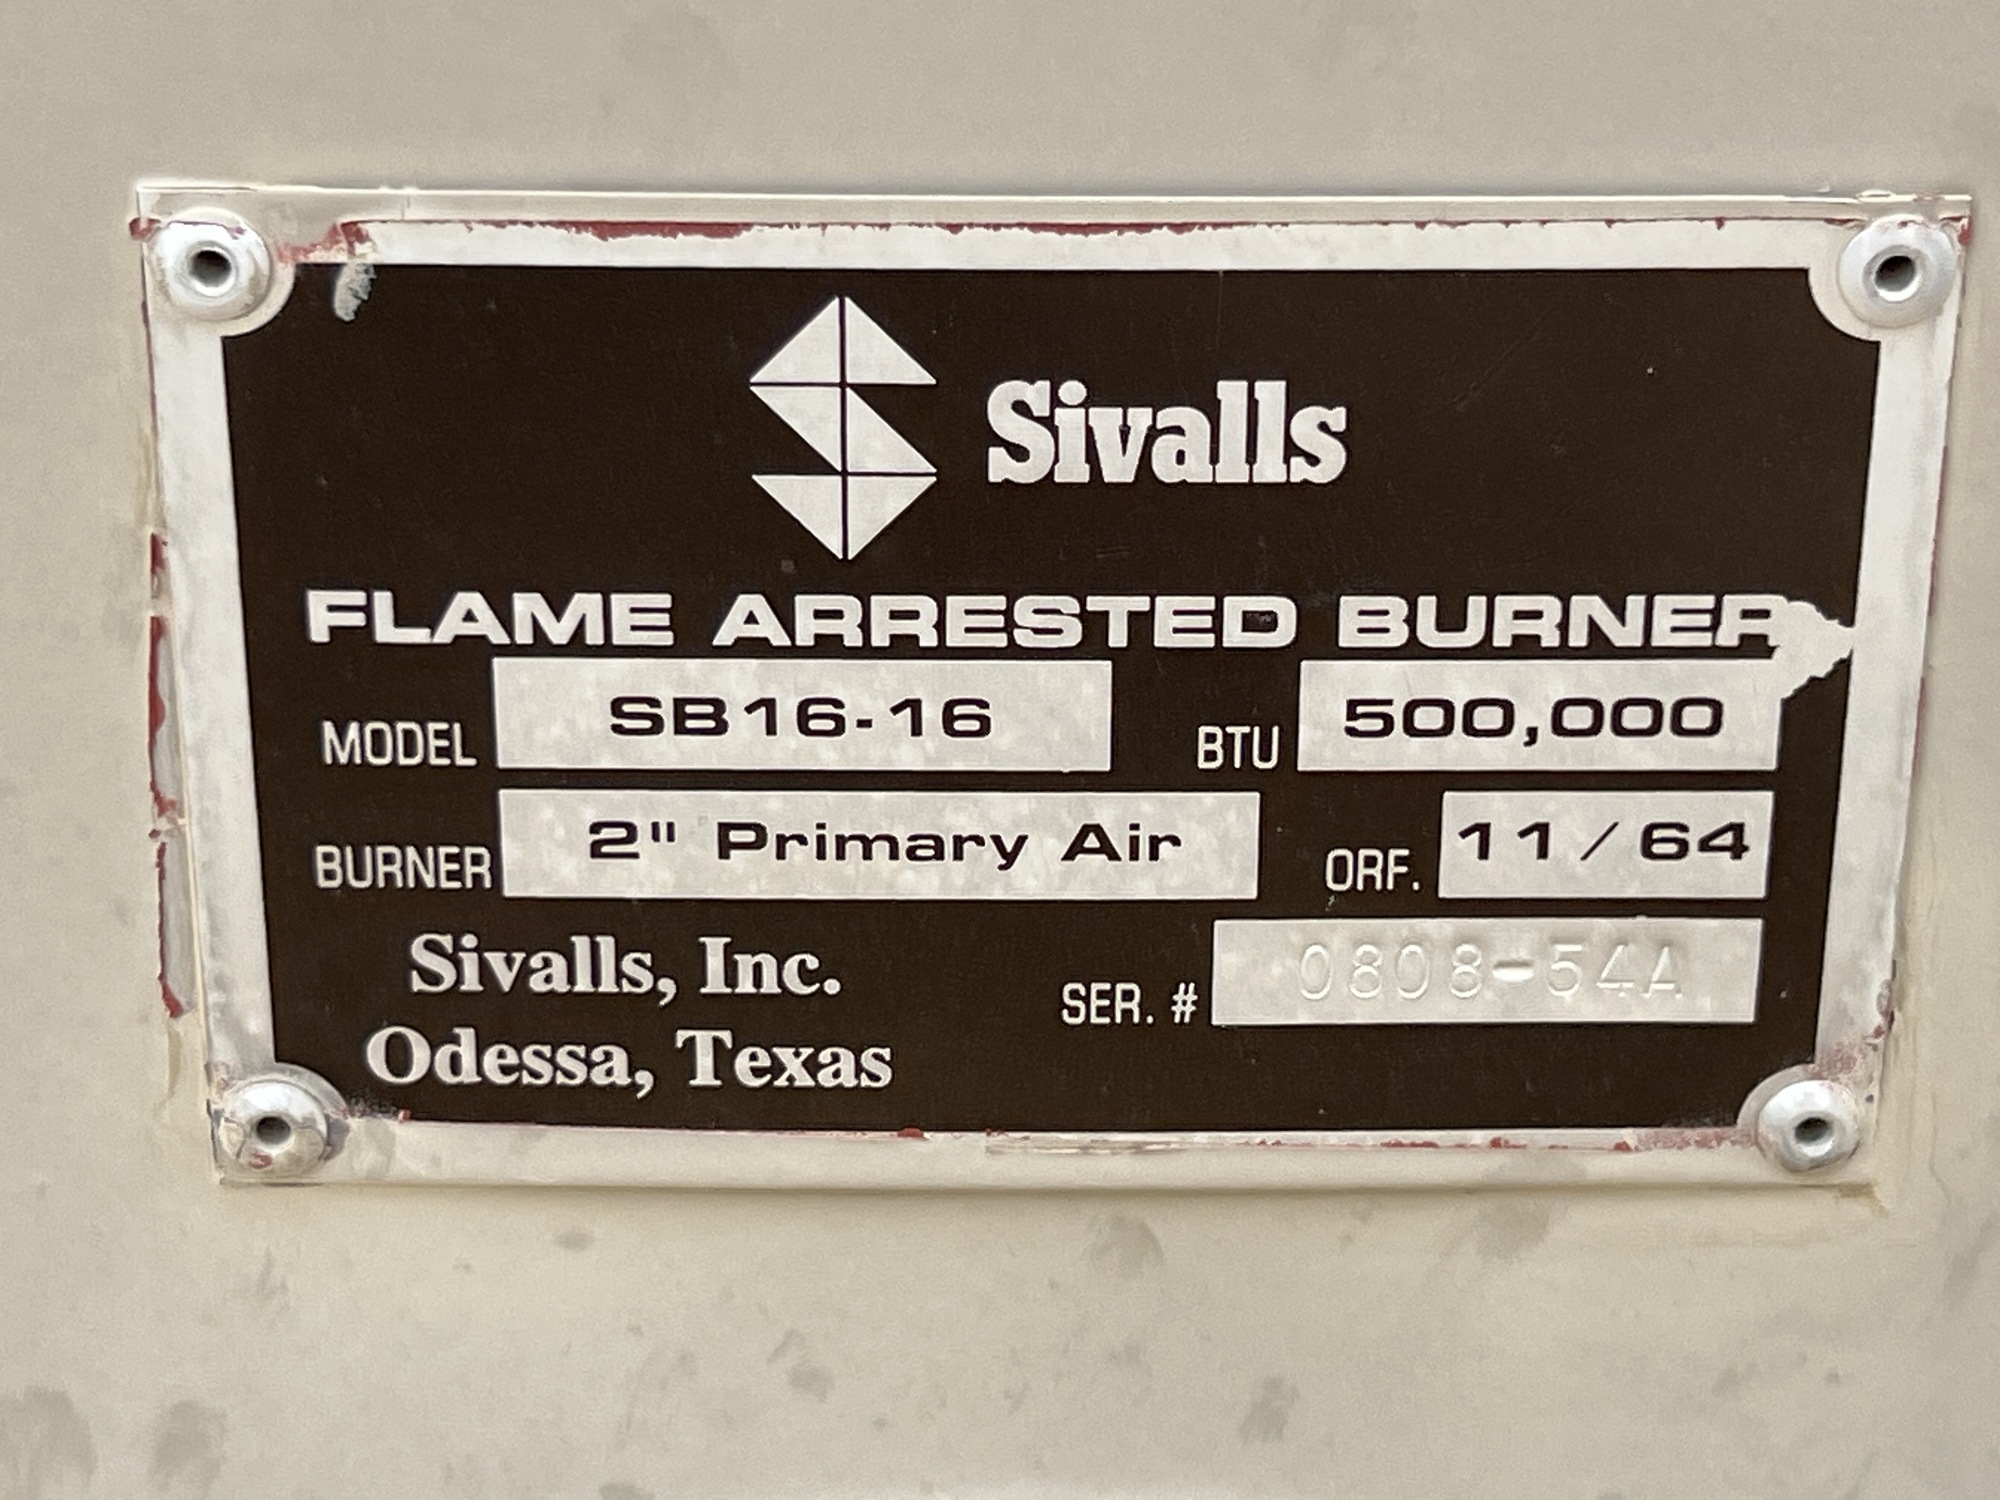 Sivalls
FLAME ARRESTED BURNER
MODEL SB16-16 BTU 500,000
BURNER 2" Primary Air ORF. 11/64
Sivalls, Inc. SER. # 0808-54A
Odessa, Texas